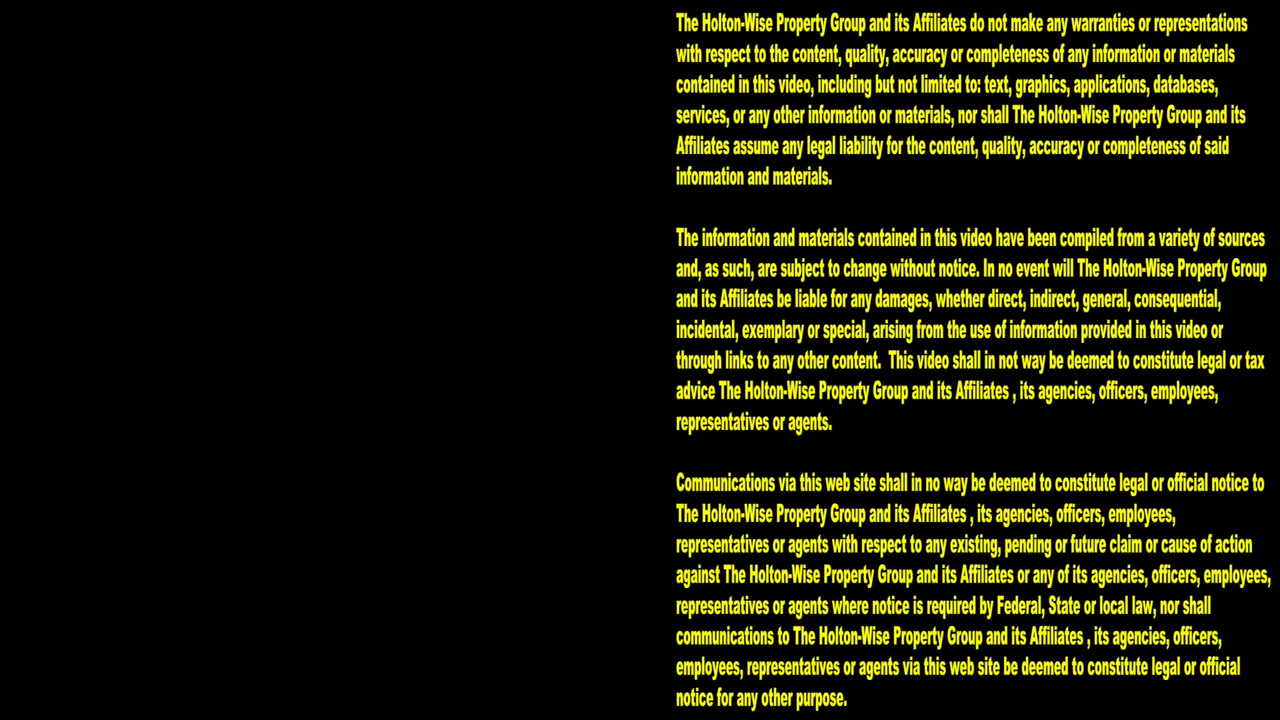 The Holton-Wise Property Group and its Affiliates do not make any warranties or representations
with respect to the content, quality, accuracy or completeness of any information or materials
contained in this video, including but not limited to: text, graphics, applications, databases,
services, or any other information or materials, nor shall The Holton-Wise Property Group and its
Affiliates assume any legal liability for the content, quality, accuracy or completeness of said
information and materials.
The information and materials contained in this video have been compiled from a variety of sources
and, as such, are subject to change without notice. In no event will The Holton-Wise Property Group
and its Affiliates be liable for any damages, whether direct, indirect, general, consequential,
incidental, exemplary or special, arising from the use of information provided in this video or
through links to any other content.  This video shall in not way be deemed to constitute legal or tax
advice The Holton-Wise Property Group and its Affiliates , its agencies, officers, employees,
representatives or agents.
Communications via this web site shall in no way be deemed to constitute legal or official notice to
The Holton-Wise Property Group and its Affiliates , its agencies, officers, employees,
representatives or agents with respect to any existing, pending or future claim or cause of action
against The Holton-Wise Property Group and its Affiliates or any of its agencies, officers, employees,
representatives or agents where notice is required by Federal, State or local law, nor shall
communications to The Holton-Wise Property Group and its Affiliates , its agencies, officers,
employees, representatives or agents via this web site be deemed to constitute legal or official
notice for any other purpose.